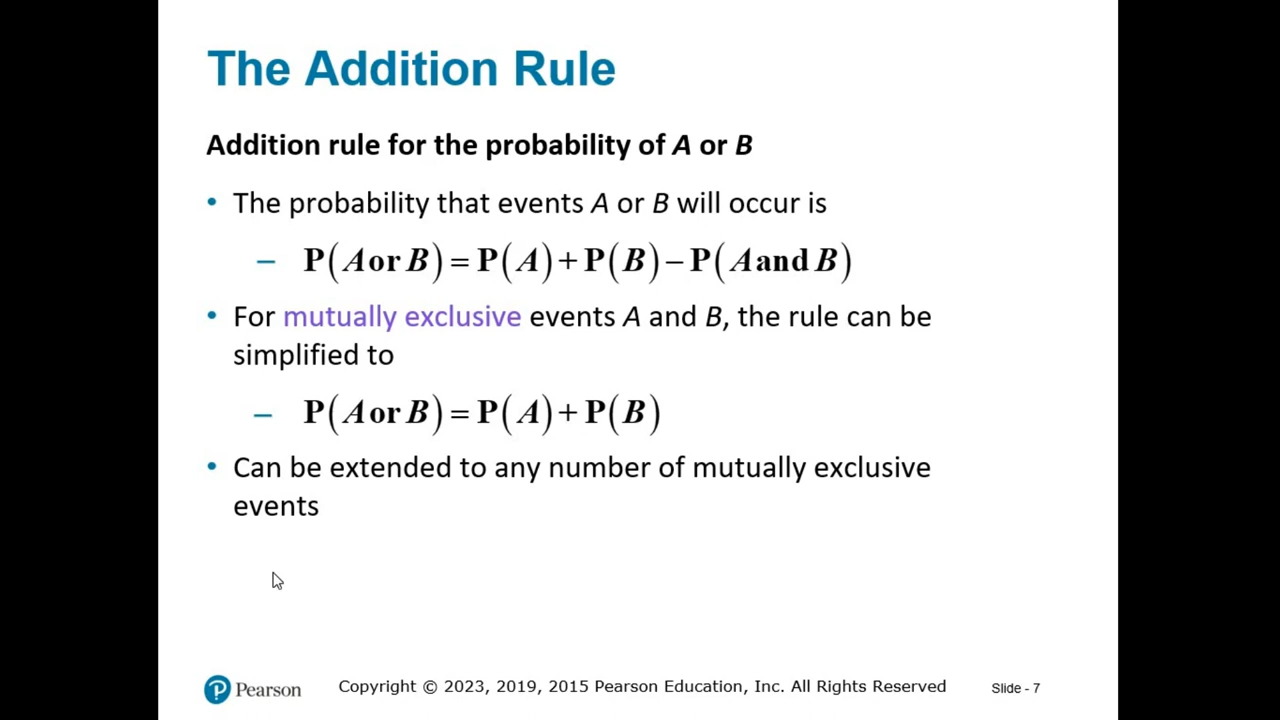 The Addition Rule
Addition rule for the probability of A or B
• The probability that events A or B will occur is
– P(A or B) = P(A) + P(B) – P(A and B)
• For mutually exclusive events A and B, the rule can be
simplified to
– P(A or B) = P(A) + P(B)
• Can be extended to any number of mutually exclusive
events
P Pearson
Copyright © 2023, 2019, 2015 Pearson Education, Inc. All Rights Reserved
Slide - 7